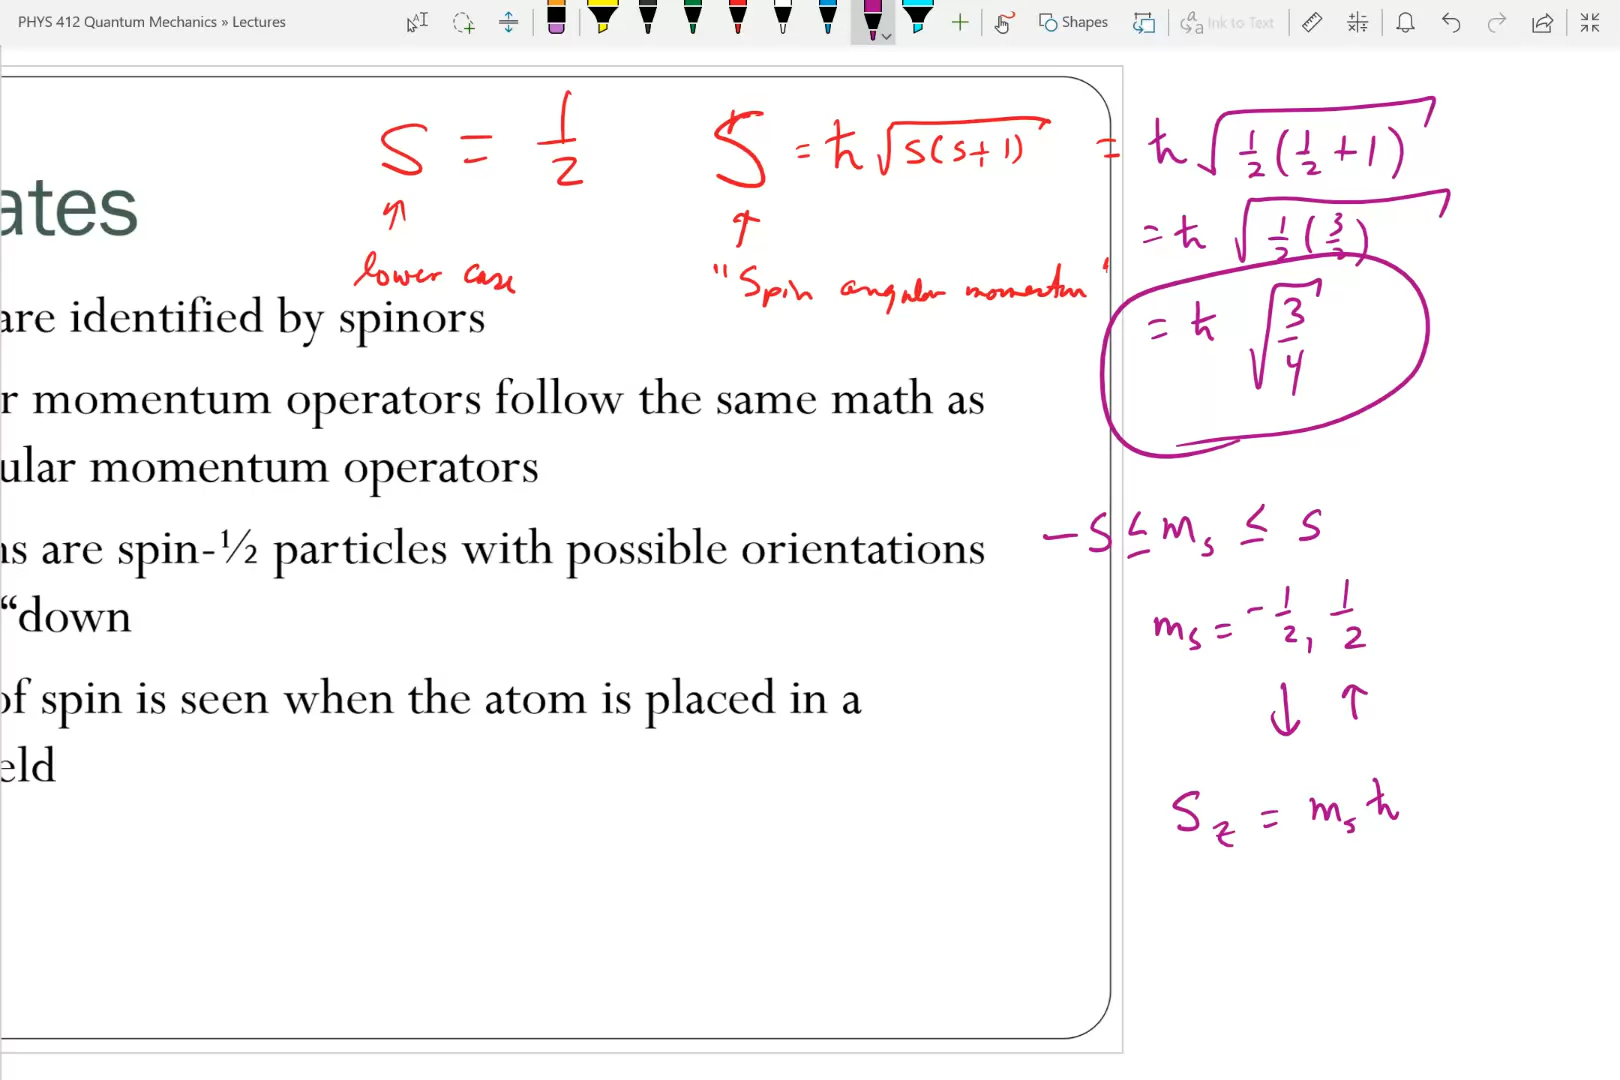 PHYS 412 Quantum Mechanics » Lectures
Shapes
Ink to Text
s = 1/2
S = ħ √s(s+1) = ħ √1/2(1/2+1)
= ħ √1/2(3/2)
= ħ √3/4
↑
lower case
↑
"Spin angular momentum"
ates
are identified by spinors
r momentum operators follow the same math as
ular momentum operators
ns are spin-½ particles with possible orientations
“down
of spin is seen when the atom is placed in a
eld
-s ≤ ms ≤ s
ms = -1/2, 1/2
↓ ↑
Sz = ms ħ